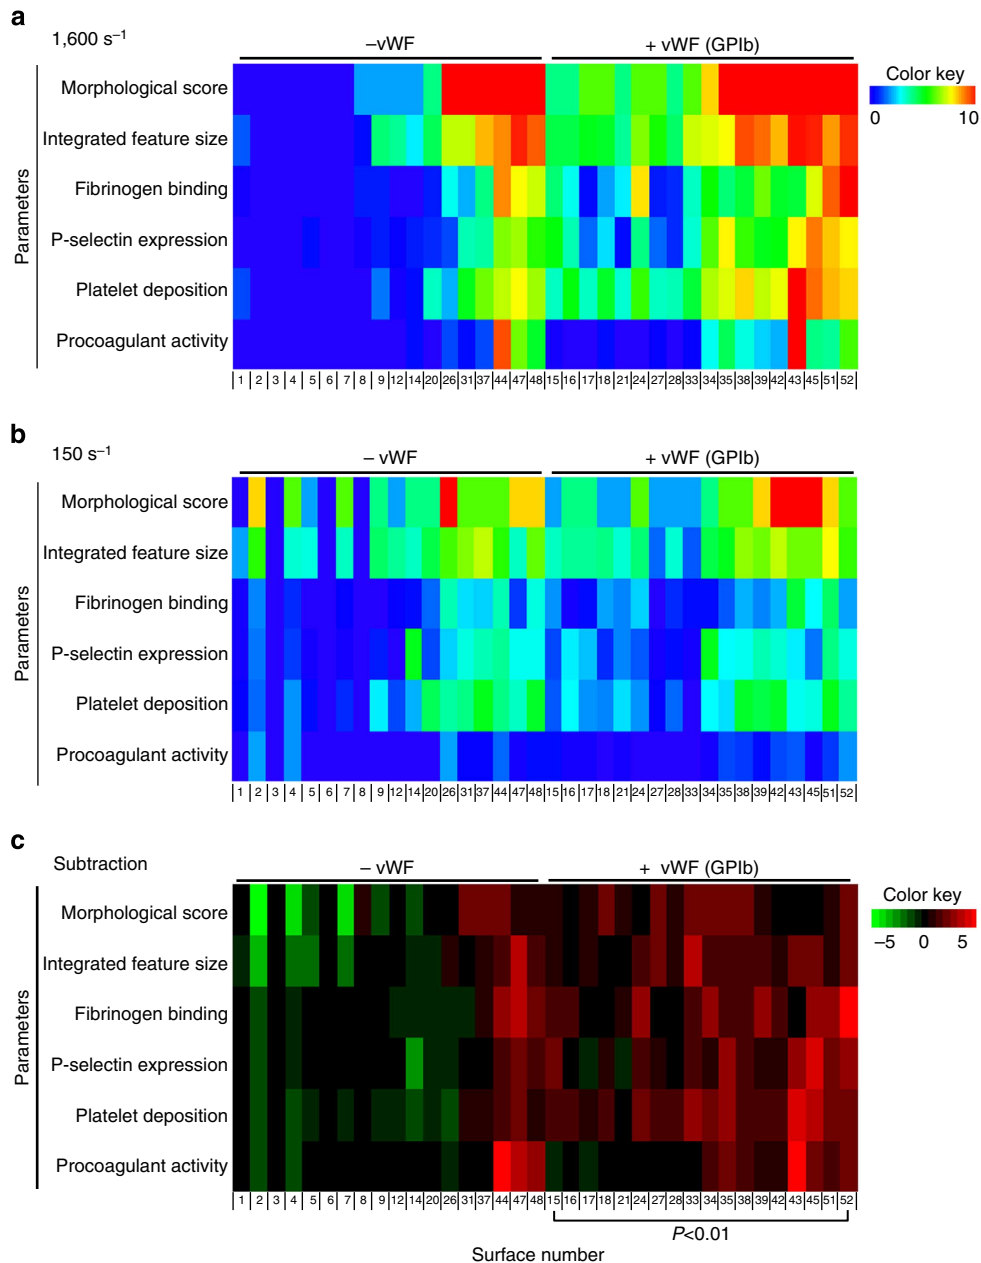 a
1,600 s–1
–vWF
+ vWF (GPIb)
Color key
0 10
Parameters
Morphological score
Integrated feature size
Fibrinogen binding
P-selectin expression
Platelet deposition
Procoagulant activity
1 2 3 4 5 6 7 8 9 12 14 20 26 31 37 44 47 48 15 16 17 18 21 24 27 28 33 34 35 38 39 42 43 45 51 52
b
150 s–1
– vWF
+ vWF (GPIb)
Parameters
Morphological score
Integrated feature size
Fibrinogen binding
P-selectin expression
Platelet deposition
Procoagulant activity
1 2 3 4 5 6 7 8 9 12 14 20 26 31 37 44 47 48 15 16 17 18 21 24 27 28 33 34 35 38 39 42 43 45 51 52
c
Subtraction
– vWF
+ vWF (GPIb)
Color key
–5 0 5
Parameters
Morphological score
Integrated feature size
Fibrinogen binding
P-selectin expression
Platelet deposition
Procoagulant activity
1 2 3 4 5 6 7 8 9 12 14 20 26 31 37 44 48 15 16 17 18 21 24 27 28 33 34 35 38 39 42 43 45 51 52
P<0.01
Surface number